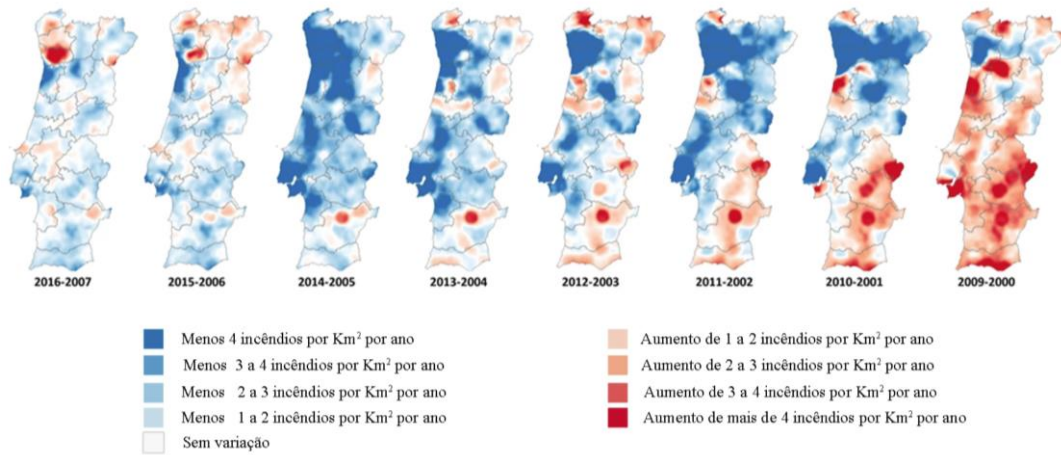 2016-2007 2015-2006 2014-2005 2013-2004 2012-2003 2011-2002 2010-2001 2009-2000
Menos 4 incêndios por Km² por ano
Menos 3 a 4 incêndios por Km² por ano
Menos 2 a 3 incêndios por Km² por ano
Menos 1 a 2 incêndios por Km² por ano
Sem variação
Aumento de 1 a 2 incêndios por Km² por ano
Aumento de 2 a 3 incêndios por Km² por ano
Aumento de 3 a 4 incêndios por Km² por ano
Aumento de mais de 4 incêndios por Km² por ano